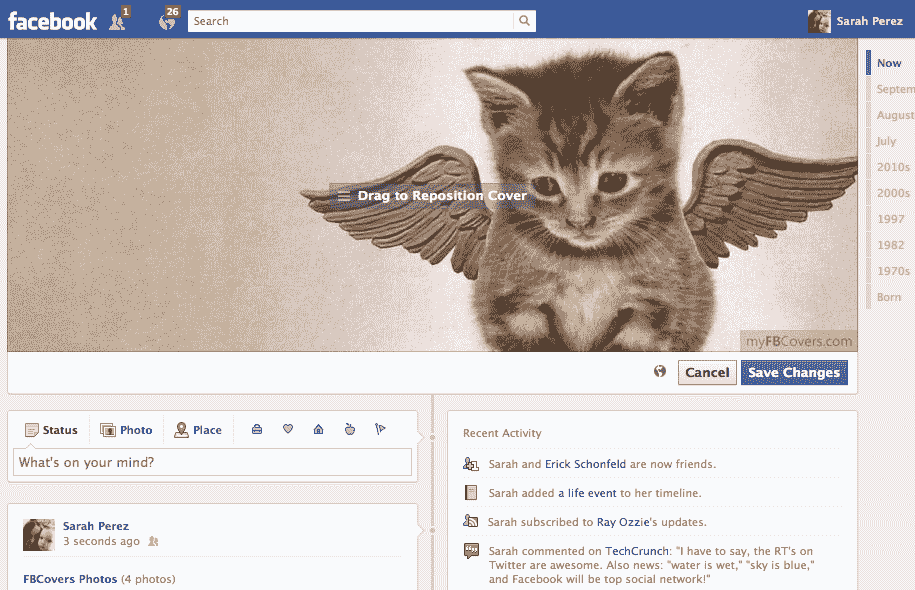 facebook
1
26
Search
Sarah Perez
Drag to Reposition Cover
myFBCovers.com
Now
Septem
August
July
2010s
2000s
1997
1982
1970s
Born
Cancel
Save Changes
Status
Photo
Place
What's on your mind?
Sarah Perez
3 seconds ago
FBCovers Photos (4 photos)
Recent Activity
Sarah and Erick Schonfeld are now friends.
Sarah added a life event to her timeline.
Sarah subscribed to Ray Ozzie's updates.
Sarah commented on TechCrunch: "I have to say, the RT's on
Twitter are awesome. Also news: "water is wet," "sky is blue,"
and Facebook will be top social network!"